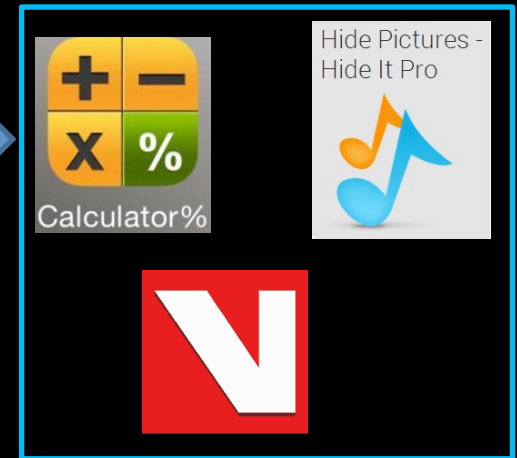 Hide Pictures -
Hide It Pro
+ −
x %
Calculator%
V